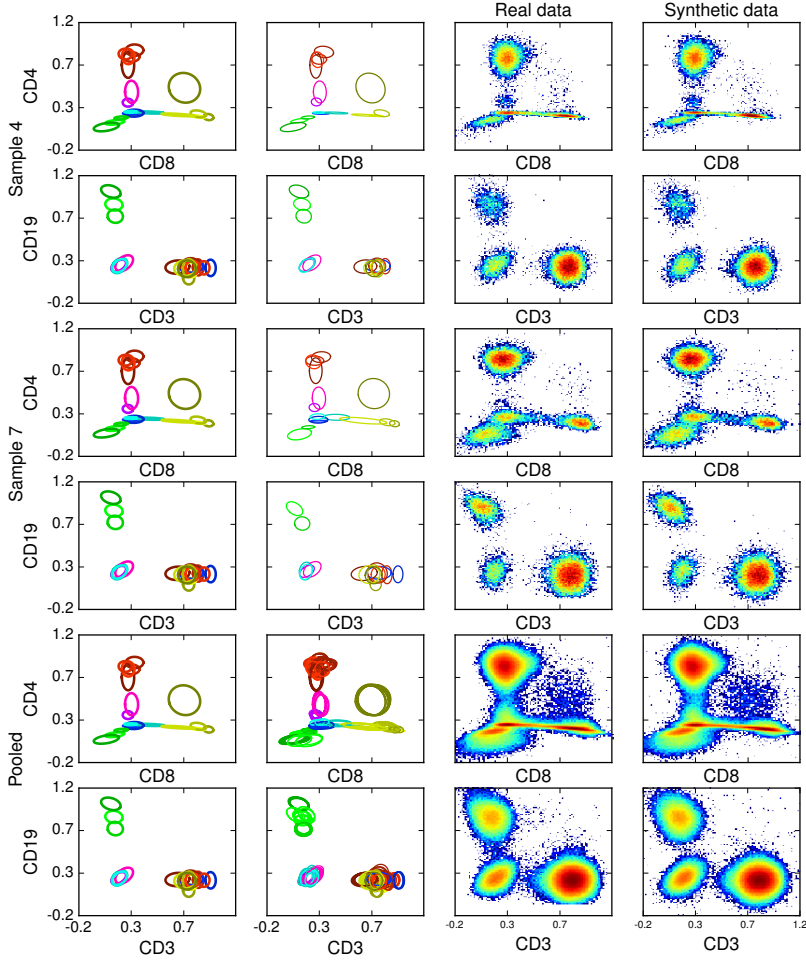 Real data Synthetic data
Sample 4
CD4
1.2
0.7
0.3
-0.2
CD8 CD8 CD8 CD8
CD19
1.2
0.7
0.3
-0.2
CD3 CD3 CD3 CD3
Sample 7
CD4
1.2
0.7
0.3
-0.2
CD8 CD8 CD8 CD8
CD19
1.2
0.7
0.3
-0.2
CD3 CD3 CD3 CD3
Pooled
CD4
1.2
0.7
0.3
-0.2
CD8 CD8 CD8 CD8
CD19
1.2
0.7
0.3
-0.2
-0.2 0.3 0.7 -0.2 0.3 0.7 -0.2 0.3 0.7 -0.2 0.3 0.7 1.2
CD3 CD3 CD3 CD3